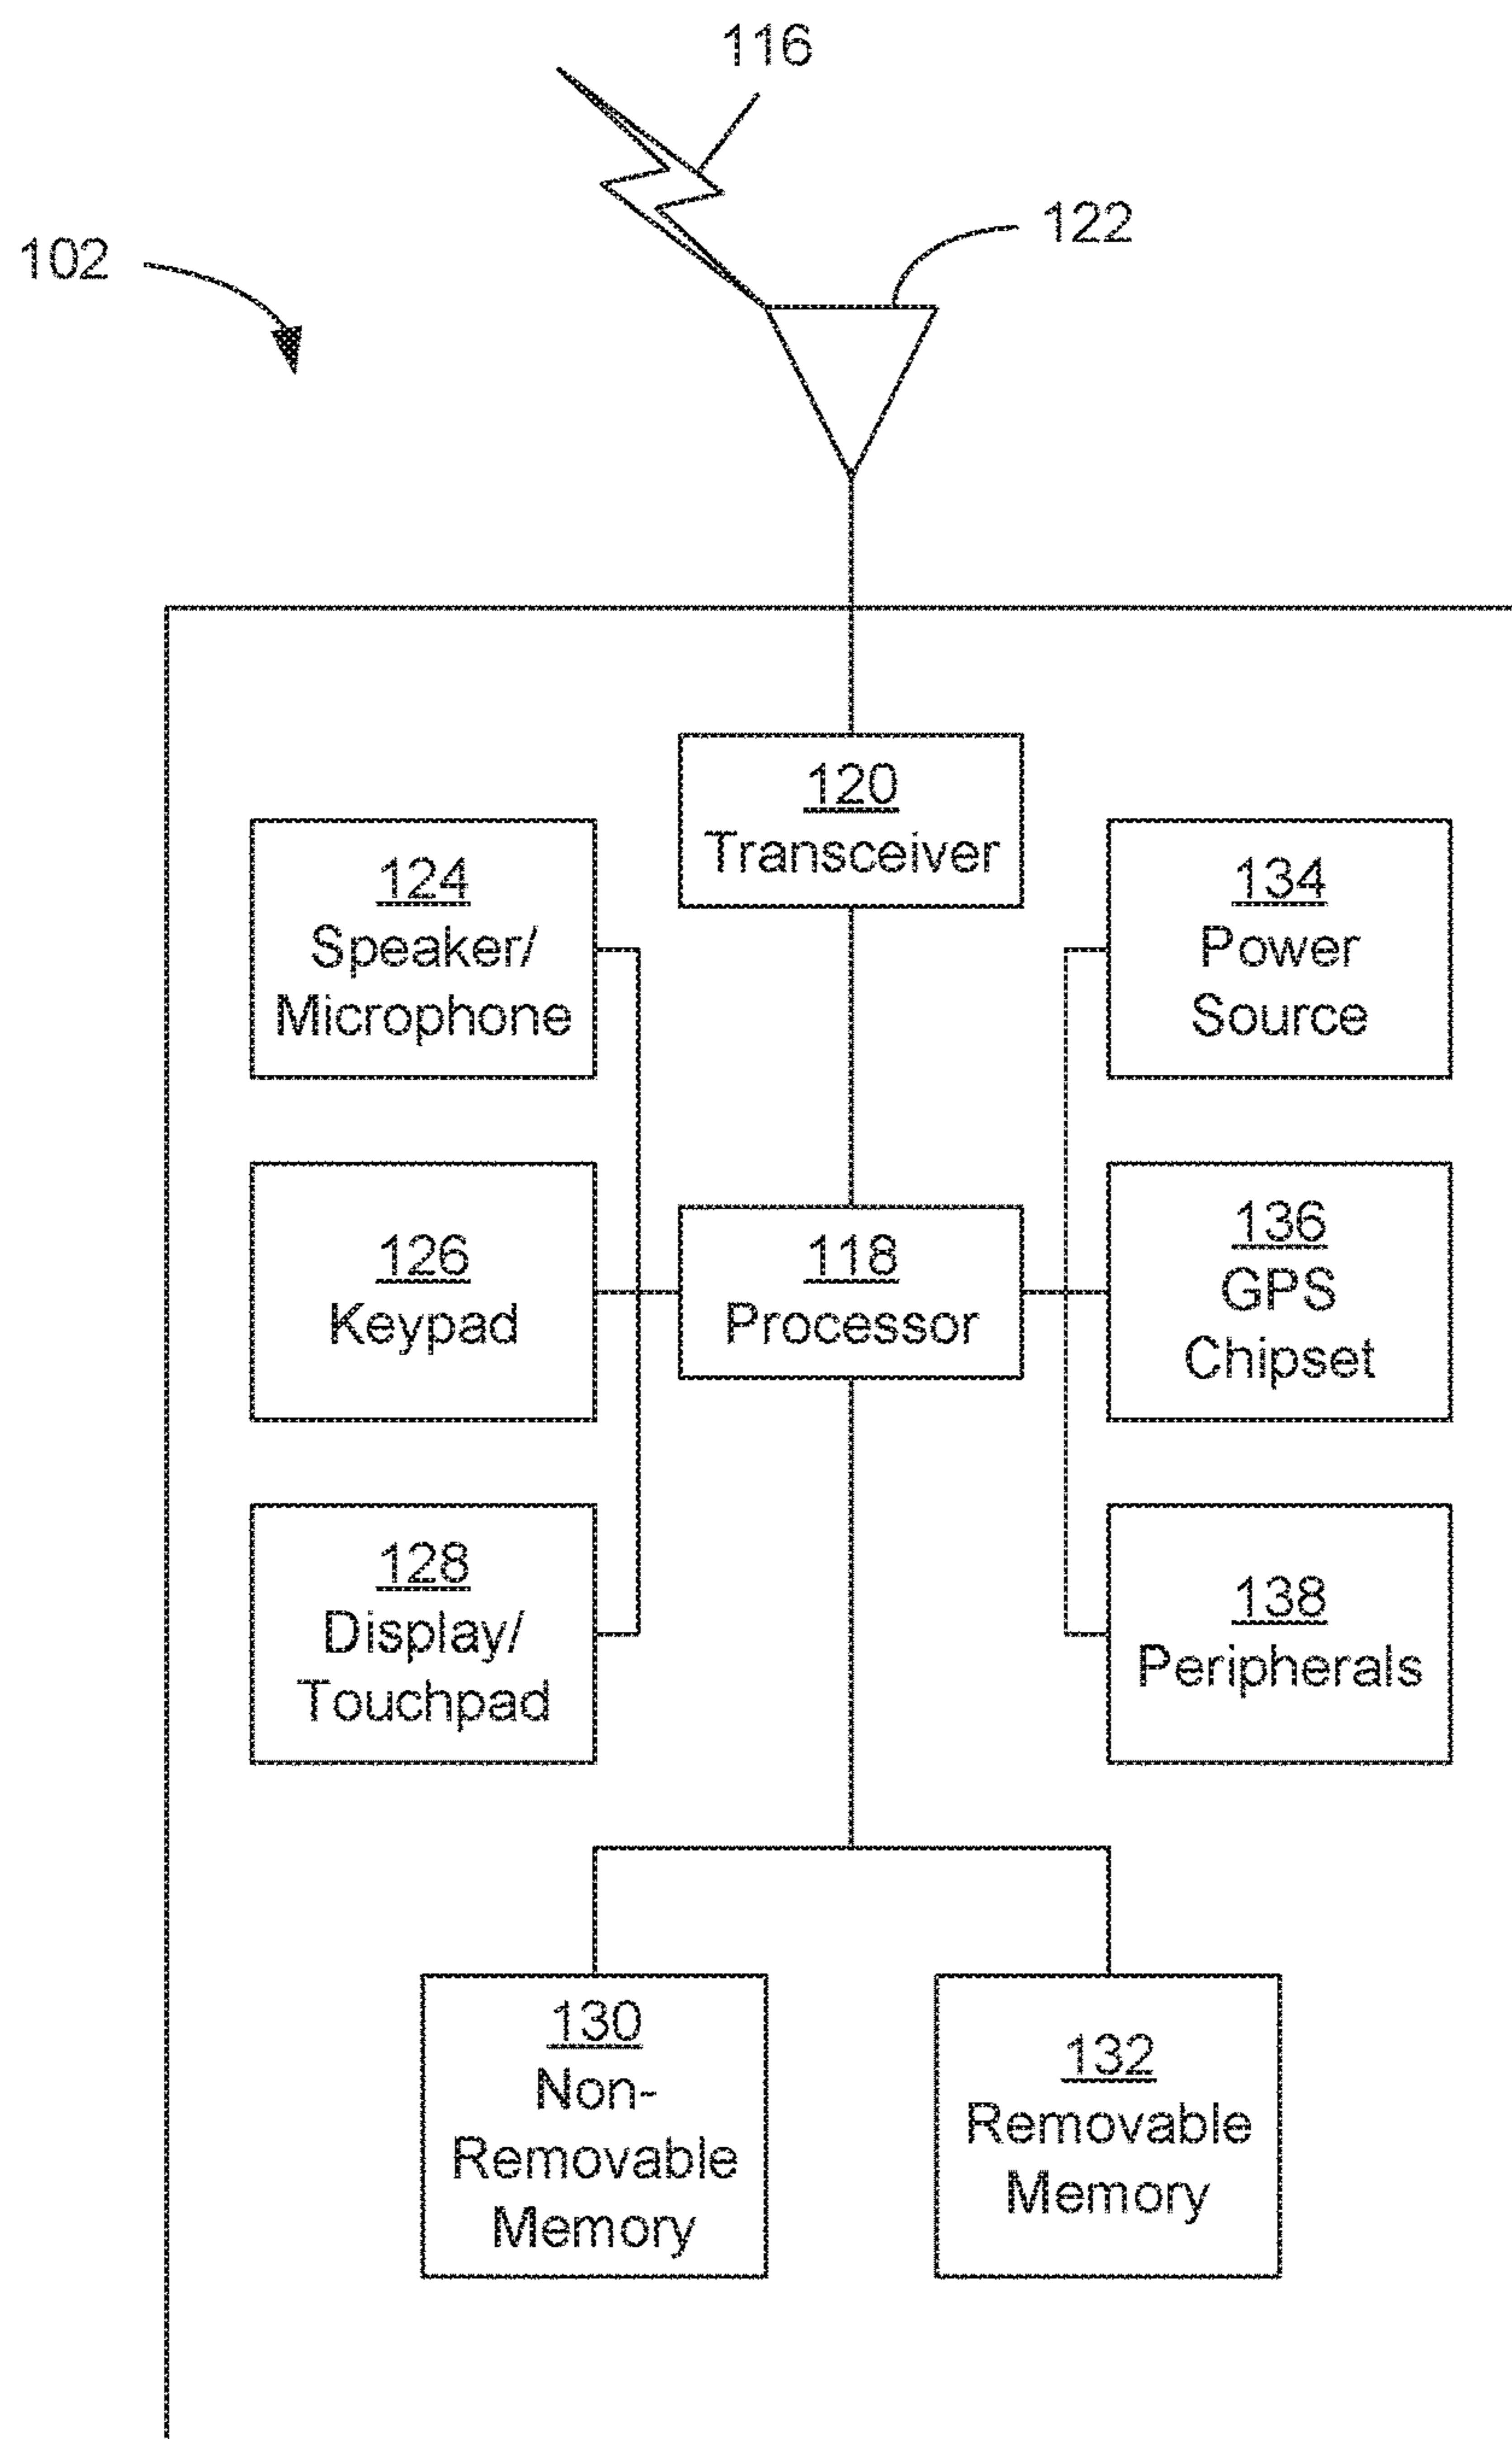 116
122
102
120
Transceiver
124
Speaker/
Microphone
134
Power
Source
126
Keypad
118
Processor
136
GPS
Chipset
128
Display/
Touchpad
138
Peripherals
130
Non-
Removable
Memory
132
Removable
Memory